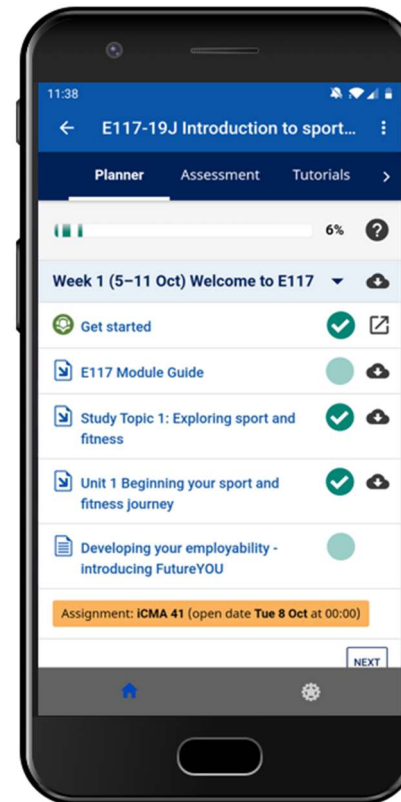 11:38
E117-19J Introduction to sport...
Planner Assessment Tutorials
6%
Week 1 (5–11 Oct) Welcome to E117
Get started
E117 Module Guide
Study Topic 1: Exploring sport and
fitness
Unit 1 Beginning your sport and
fitness journey
Developing your employability -
introducing FutureYOU
Assignment: iCMA 41 (open date Tue 8 Oct at 00:00)
NEXT